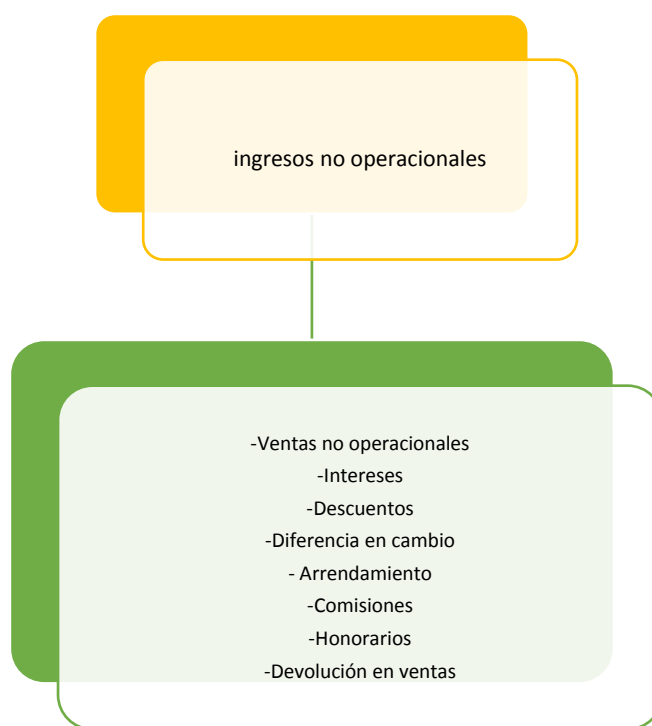 ingresos no operacionales
-Ventas no operacionales
-Intereses
-Descuentos
-Diferencia en cambio
- Arrendamiento
-Comisiones
-Honorarios
-Devolución en ventas